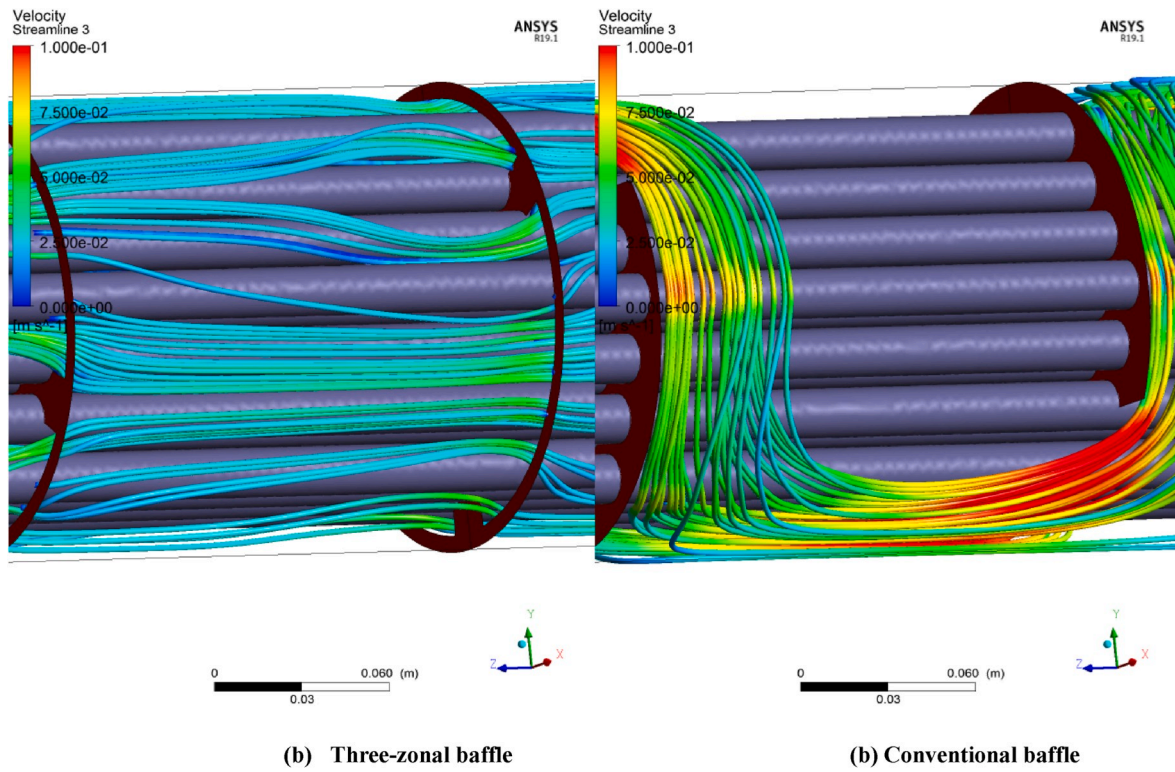 Velocity
Streamline 3
1.000e-01
7.500e-02
5.000e-02
2.500e-02
0.000e+00
[m s^-1]
ANSYS
R19.1
Y
Z
X
0
0.060 (m)
0.03
(b) Three-zonal baffle
Velocity
Streamline 3
1.000e-01
7.500e-02
5.000e-02
2.500e-02
0.000e+00
[m s^-1]
ANSYS
R19.1
Y
Z
X
0
0.060 (m)
0.03
(b) Conventional baffle